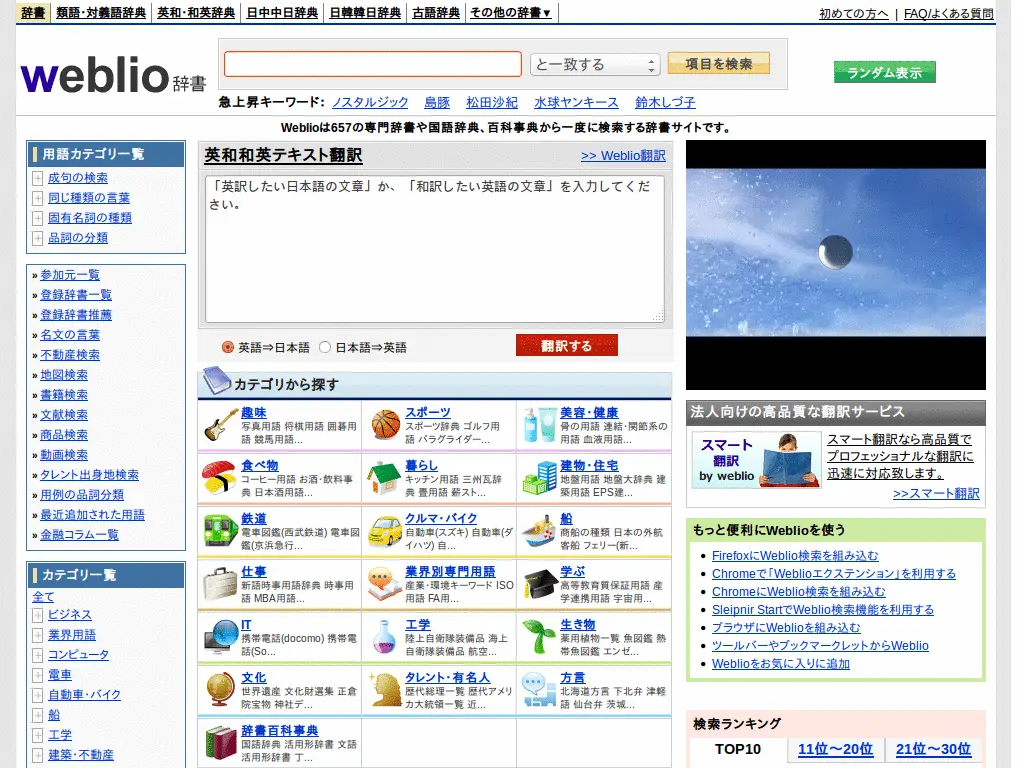 辞書 類語・対義語辞典 英和・和英辞典 日中中日辞典 日韓韓日辞典 古語辞典 その他の辞書▼
初めての方へ | FAQ/よくある質問
weblio 辞書
と一致する
項目を検索
ランダム表示
急上昇キーワード: ノスタルジック 島豚 松田沙紀 水球ヤンキース 鈴木しづ子
Weblioは657の専門辞書や国語辞典、百科事典から一度に検索する辞書サイトです。
用語カテゴリ一覧
成句の検索
同じ種類の言葉
固有名詞の種類
品詞の分類
» 参加元一覧
» 登録辞書一覧
» 登録辞書推薦
» 名文の言葉
» 不動産検索
» 地図検索
» 書籍検索
» 文献検索
» 商品検索
» 動画検索
» タレント出身地検索
» 用例の品詞分類
» 最近追加された用語
» 金融コラム一覧
カテゴリ一覧
全て
ビジネス
業界用語
コンピュータ
電車
自動車・バイク
船
工学
建築・不動産
英和和英テキスト翻訳
>> Weblio翻訳
「英訳したい日本語の文章」か、「和訳したい英語の文章」を入力してくだ
さい。
英語⇒日本語 日本語⇒英語
翻訳する
カテゴリから探す
趣味
写真用語 将棋用語 囲碁用
語 競馬用語...
スポーツ
スポーツ辞典 ゴルフ用
語 パラグライダー...
美容・健康
骨の用語 連結・関節系の
用語 血液用語...
食べ物
コーヒー用語 お酒・飲料事
典 日本酒用語...
暮らし
キッチン用語 三州瓦辞
典 畳用語 薪スト...
建物・住宅
地盤用語 地盤大辞典 建
築用語 EPS建...
鉄道
電車図鑑(西武鉄道) 電車図
鑑(京浜急行...
クルマ・バイク
自動車(スズキ) 自動車(ダ
イハツ) 自...
船
商船の種類 日本の外航
客船 フェリー(新...
仕事
新語時事用語辞典 時事用
語 MBA用語...
業界別専門用語
産業・環境キーワード ISO
用語 FA用...
学ぶ
高等教育質保証用語 産
学連携用語 宇宙用...
IT
携帯電話(docomo) 携帯電
話(So...
工学
陸上自衛隊装備品 海上
自衛隊装備品 航空...
生き物
薬用植物一覧 魚図鑑 熱
帯魚図鑑 エンゼ...
文化
世界遺産 文化財選集 正倉
院宝物 神社デ...
タレント・有名人
歴代総理一覧 歴代アメリ
カ大統領一覧 近...
方言
北海道方言 下北弁 津軽
語 仙台弁 茨城...
辞書百科事典
国語辞典 活用形辞書 文語
活用形辞書 丁...
法人向けの高品質な翻訳サービス
スマート
翻訳
by weblio
スマート翻訳なら高品質で
プロフェッショナルな翻訳に
迅速に対応致します。
>>スマート翻訳
もっと便利にWeblioを使う
FirefoxにWeblio検索を組み込む
Chromeで「Weblioエクステンション」を利用する
ChromeにWeblio検索を組み込む
Sleipnir StartでWeblio検索機能を利用する
ブラウザにWeblioを組み込む
ツールバーやブックマークレットからWeblio
Weblioをお気に入りに追加
検索ランキング
TOP10 11位〜20位 21位〜30位